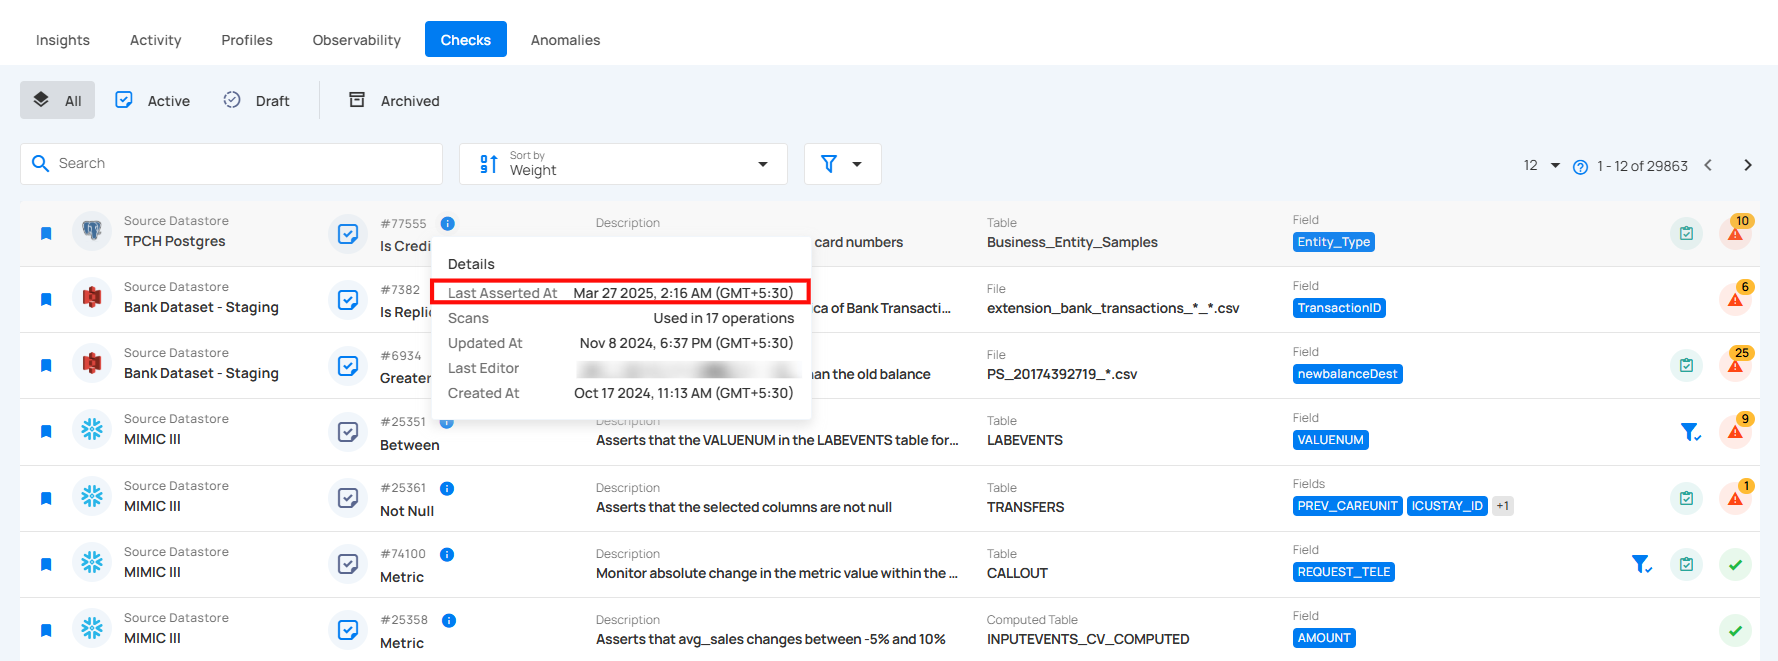 Insights Activity Profiles Observability Checks Anomalies
All Active Draft Archived
Search
Sort by
Weight
12 1 - 12 of 29863
Source Datastore #77555 Description Table Field 10
TPCH Postgres Is Credi card numbers Business_Entity_Samples Entity_Type
Details
Last Asserted At Mar 27 2025, 2:16 AM (GMT+5:30)
Scans Used in 17 operations
Updated At Nov 8 2024, 6:37 PM (GMT+5:30)
Last Editor
Created At Oct 17 2024, 11:13 AM (GMT+5:30)
Source Datastore #7382 File Field 6
Bank Dataset - Staging Is Replic ca of Bank Transacti... extension_bank_transactions_*_*.csv TransactionID
Source Datastore #6934 File Field 25
Bank Dataset - Staging Greater han the old balance PS_20174392719_*.csv newbalanceDest
Source Datastore #25351 Description Table Field 9
MIMIC III Between Asserts that the VALUENUM in the LABEVENTS table for... LABEVENTS VALUENUM
Source Datastore #25361 Description Table Fields 1
MIMIC III Not Null Asserts that the selected columns are not null TRANSFERS PREV_CAREUNIT ICUSTAY_ID +1
Source Datastore #74100 Description Table Field
MIMIC III Metric Monitor absolute change in the metric value within the ... CALLOUT REQUEST_TELE
Source Datastore #25358 Description Computed Table Field
MIMIC III Metric Asserts that avg_sales changes between -5% and 10% INPUTEVENTS_CV_COMPUTED AMOUNT